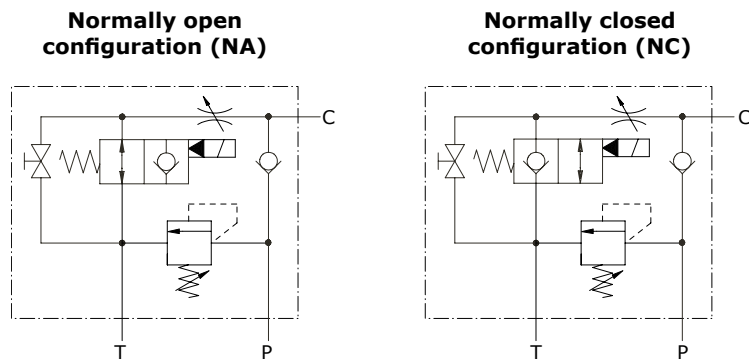 Normally open
configuration (NA)
Normally closed
configuration (NC)
C
C
T
P
T
P